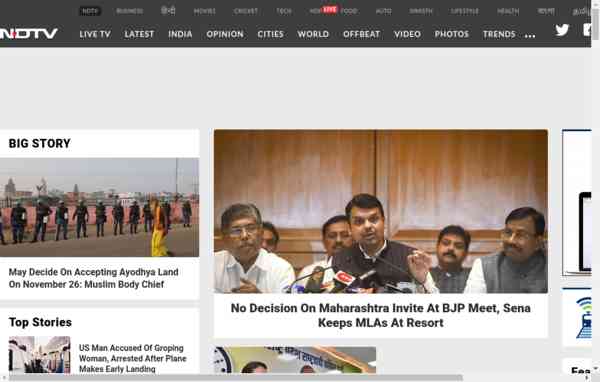 NDTV BUSINESS हिन्दी MOVIES CRICKET TECH HOP LIVE FOOD AUTO SWASTH LIFESTYLE HEALTH বাংলা
NDTV LIVE TV LATEST INDIA OPINION CITIES WORLD OFFBEAT VIDEO PHOTOS TRENDS ...
BIG STORY
May Decide On Accepting Ayodhya Land
On November 26: Muslim Body Chief
No Decision On Maharashtra Invite At BJP Meet, Sena
Keeps MLAs At Resort
Top Stories
US Man Accused Of Groping
Woman, Arrested After Plane
Makes Early Landing
Fea